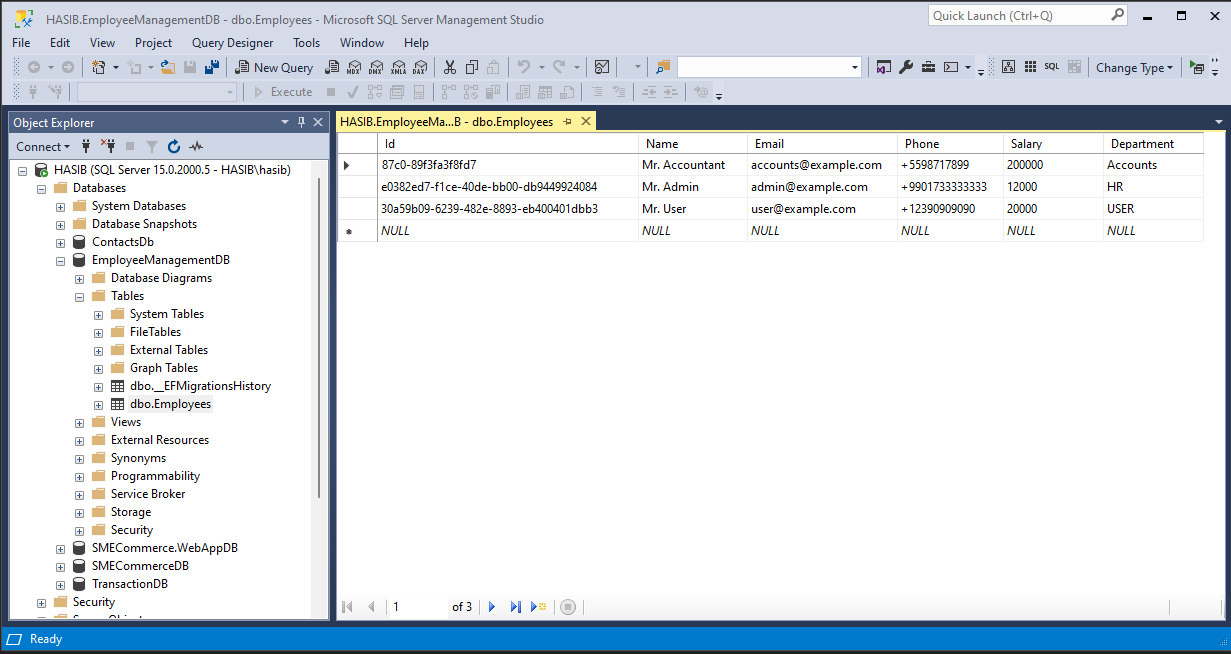 HASIB.EmployeeManagementDB - dbo.Employees - Microsoft SQL Server Management Studio
Quick Launch (Ctrl+Q)
File Edit View Project Query Designer Tools Window Help
New Query MDX DMX XMLA DAX SQL Change Type
Execute
Object Explorer
Connect
HASIB (SQL Server 15.0.2000.5 - HASIB\hasib)
Databases
System Databases
Database Snapshots
ContactsDb
EmployeeManagementDB
Database Diagrams
Tables
System Tables
FileTables
External Tables
Graph Tables
dbo.__EFMigrationsHistory
dbo.Employees
Views
External Resources
Synonyms
Programmability
Service Broker
Storage
Security
SMECommerce.WebAppDB
SMECommerceDB
TransactionDB
Security
HASIB.EmployeeMa...B - dbo.Employees
Id Name Email Phone Salary Department
87c0-89f3fa3f8fd7 Mr. Accountant accounts@example.com +5598717899 200000 Accounts
e0382ed7-f1ce-40de-bb00-db9449924084 Mr. Admin admin@example.com +9901733333333 12000 HR
30a59b09-6239-482e-8893-eb400401dbb3 Mr. User user@example.com +12390909090 20000 USER
NULL NULL NULL NULL NULL NULL
1 of 3
Ready